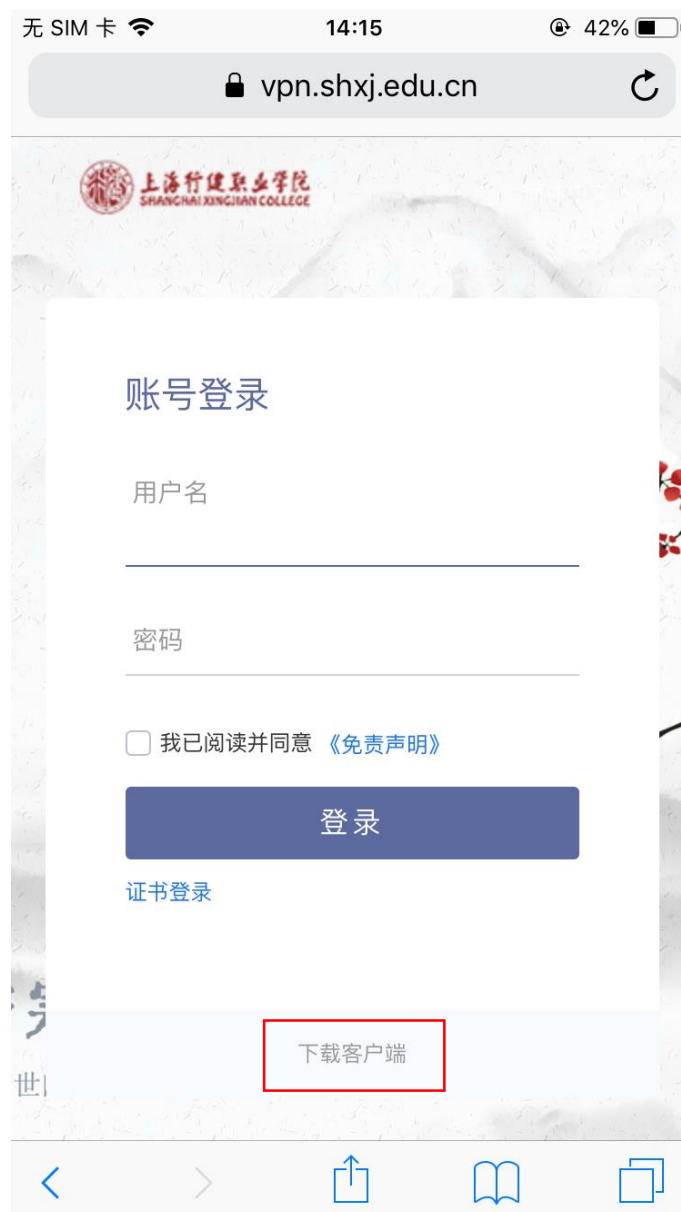 无 SIM 卡 14:15 42%
vpn.shxj.edu.cn
上海行健职业学院
SHANGHAI XINGJIAN COLLEGE
账号登录
用户名
密码
我已阅读并同意 《免责声明》
登录
证书登录
下载客户端
世